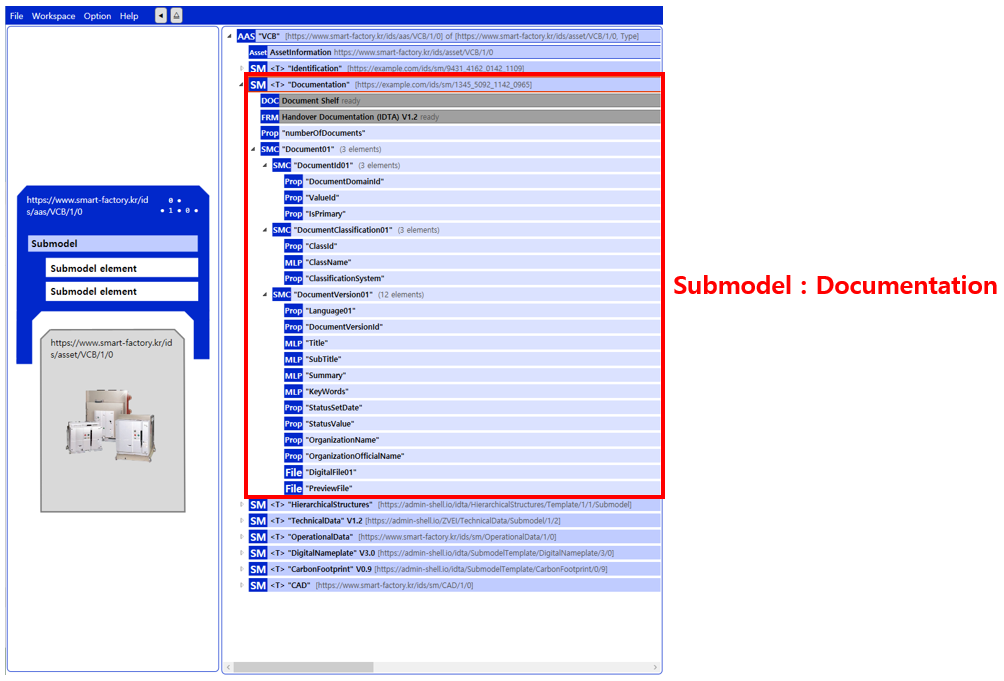 File Workspace Option Help
https://www.smart-factory.kr/id
s/aas/VCB/1/0
0
1 0
Submodel
Submodel element
Submodel element
https://www.smart-factory.kr/id
s/asset/VCB/1/0
AAS "VCB" [https://www.smart-factory.kr/ids/aas/VCB/1/0] of [https://www.smart-factory.kr/ids/asset/VCB/1/0, Type]
Asset AssetInformation https://www.smart-factory.kr/ids/asset/VCB/1/0
SM <T> "Identification" [https://example.com/ids/sm/9431_4162_0142_1109]
SM <T> "Documentation" [https://example.com/ids/sm/1345_5092_1142_0965]
DOC Document Shelf ready
FRM Handover Documentation (IDTA) V1.2 ready
Prop "numberOfDocuments"
SMC "Document01" (3 elements)
SMC "DocumentId01" (3 elements)
Prop "DocumentDomainId"
Prop "ValueId"
Prop "IsPrimary"
SMC "DocumentClassification01" (3 elements)
Prop "ClassId"
MLP "ClassName"
Prop "ClassificationSystem"
SMC "DocumentVersion01" (12 elements)
Prop "Language01"
Prop "DocumentVersionId"
MLP "Title"
MLP "SubTitle"
MLP "Summary"
MLP "KeyWords"
Prop "StatusSetDate"
Prop "StatusValue"
Prop "OrganizationName"
Prop "OrganizationOfficialName"
File "DigitalFile01"
File "PreviewFile"
SM <T> "HierarchicalStructures" [https://admin-shell.io/idta/HierarchicalStructures/Template/1/1/Submodel]
SM <T> "TechnicalData" V1.2 [https://admin-shell.io/ZVEI/TechnicalData/Submodel/1/2]
SM <T> "OperationalData" [https://www.smart-factory.kr/ids/sm/OperationalData/1/0]
SM <T> "DigitalNameplate" V3.0 [https://admin-shell.io/idta/SubmodelTemplate/DigitalNameplate/3/0]
SM <T> "CarbonFootprint" V0.9 [https://admin-shell.io/idta/SubmodelTemplate/CarbonFootprint/0/9]
SM <T> "CAD" [https://www.smart-factory.kr/ids/sm/CAD/1/0]
Submodel : Documentation